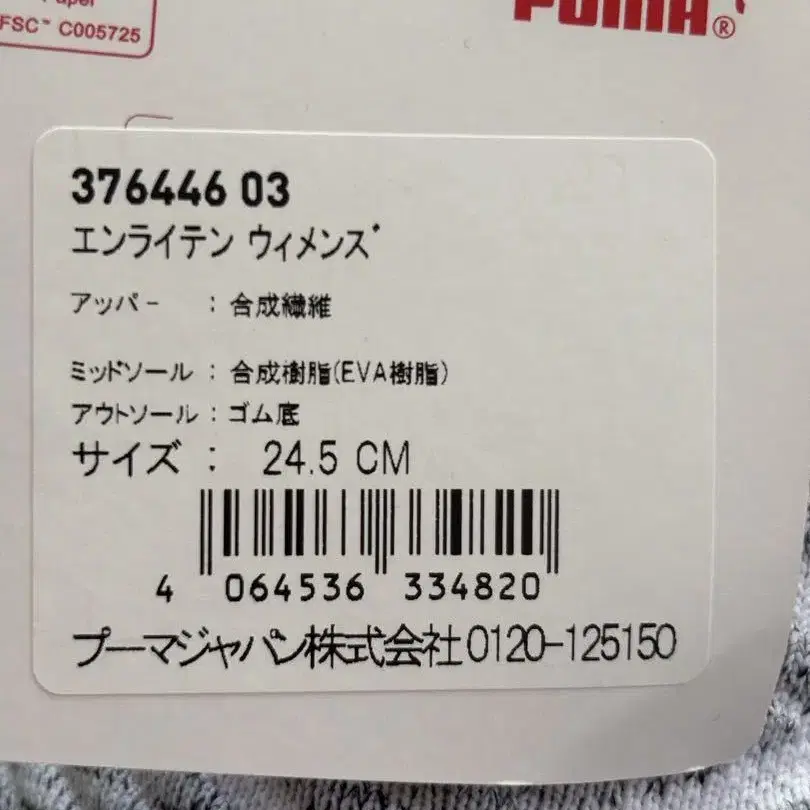 Paper
FSC™ C005725
PUMA®
376446 03
エンライテン ウィメンズ
アッパー : 合成繊維
ミッドソール : 合成樹脂(EVA樹脂)
アウトソール : ゴム底
サイズ : 24.5 CM
4 064536 334820
プーマジャパン株式会社0120-125150